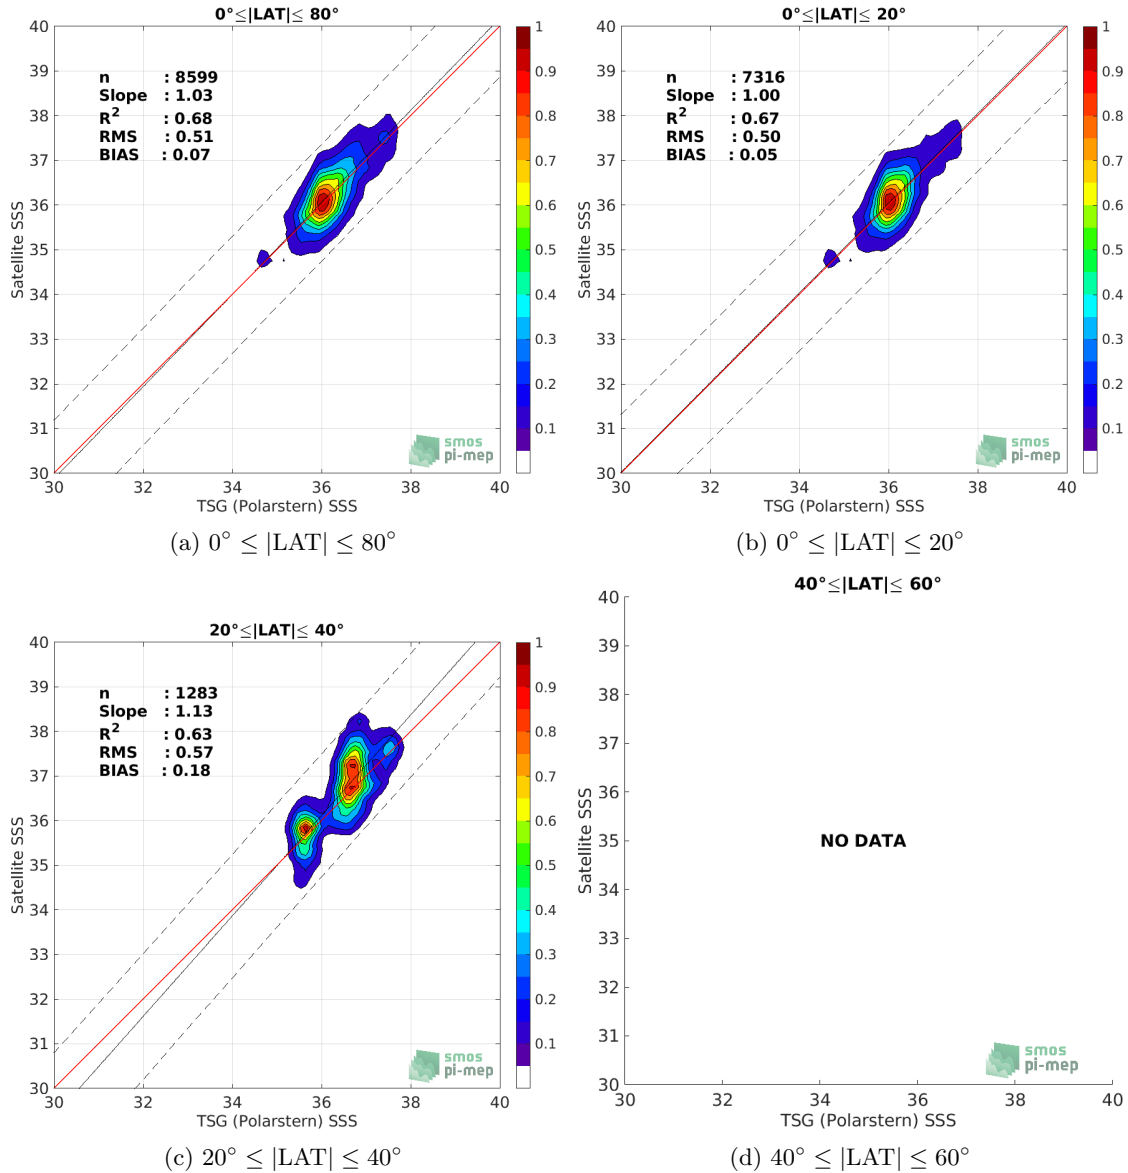 0°≤|LAT|≤ 80°
40
39
38
37
36
35
34
33
32
31
30
Satellite SSS
n : 8599
Slope : 1.03
R² : 0.68
RMS : 0.51
BIAS : 0.07
smos
pi-mep
30 32 34 36 38 40
TSG (Polarstern) SSS
1
0.9
0.8
0.7
0.6
0.5
0.4
0.3
0.2
0.1
(a) 0° ≤ |LAT| ≤ 80°
0°≤|LAT|≤ 20°
40
39
38
37
36
35
34
33
32
31
30
Satellite SSS
n : 7316
Slope : 1.00
R² : 0.67
RMS : 0.50
BIAS : 0.05
smos
pi-mep
30 32 34 36 38 40
TSG (Polarstern) SSS
1
0.9
0.8
0.7
0.6
0.5
0.4
0.3
0.2
0.1
(b) 0° ≤ |LAT| ≤ 20°
20°≤|LAT|≤ 40°
40
39
38
37
36
35
34
33
32
31
30
Satellite SSS
n : 1283
Slope : 1.13
R² : 0.63
RMS : 0.57
BIAS : 0.18
smos
pi-mep
30 32 34 36 38 40
TSG (Polarstern) SSS
1
0.9
0.8
0.7
0.6
0.5
0.4
0.3
0.2
0.1
(c) 20° ≤ |LAT| ≤ 40°
40°≤|LAT|≤ 60°
40
39
38
37
36
35
34
33
32
31
30
Satellite SSS
NO DATA
smos
pi-mep
30 32 34 36 38 40
TSG (Polarstern) SSS
(d) 40° ≤ |LAT| ≤ 60°